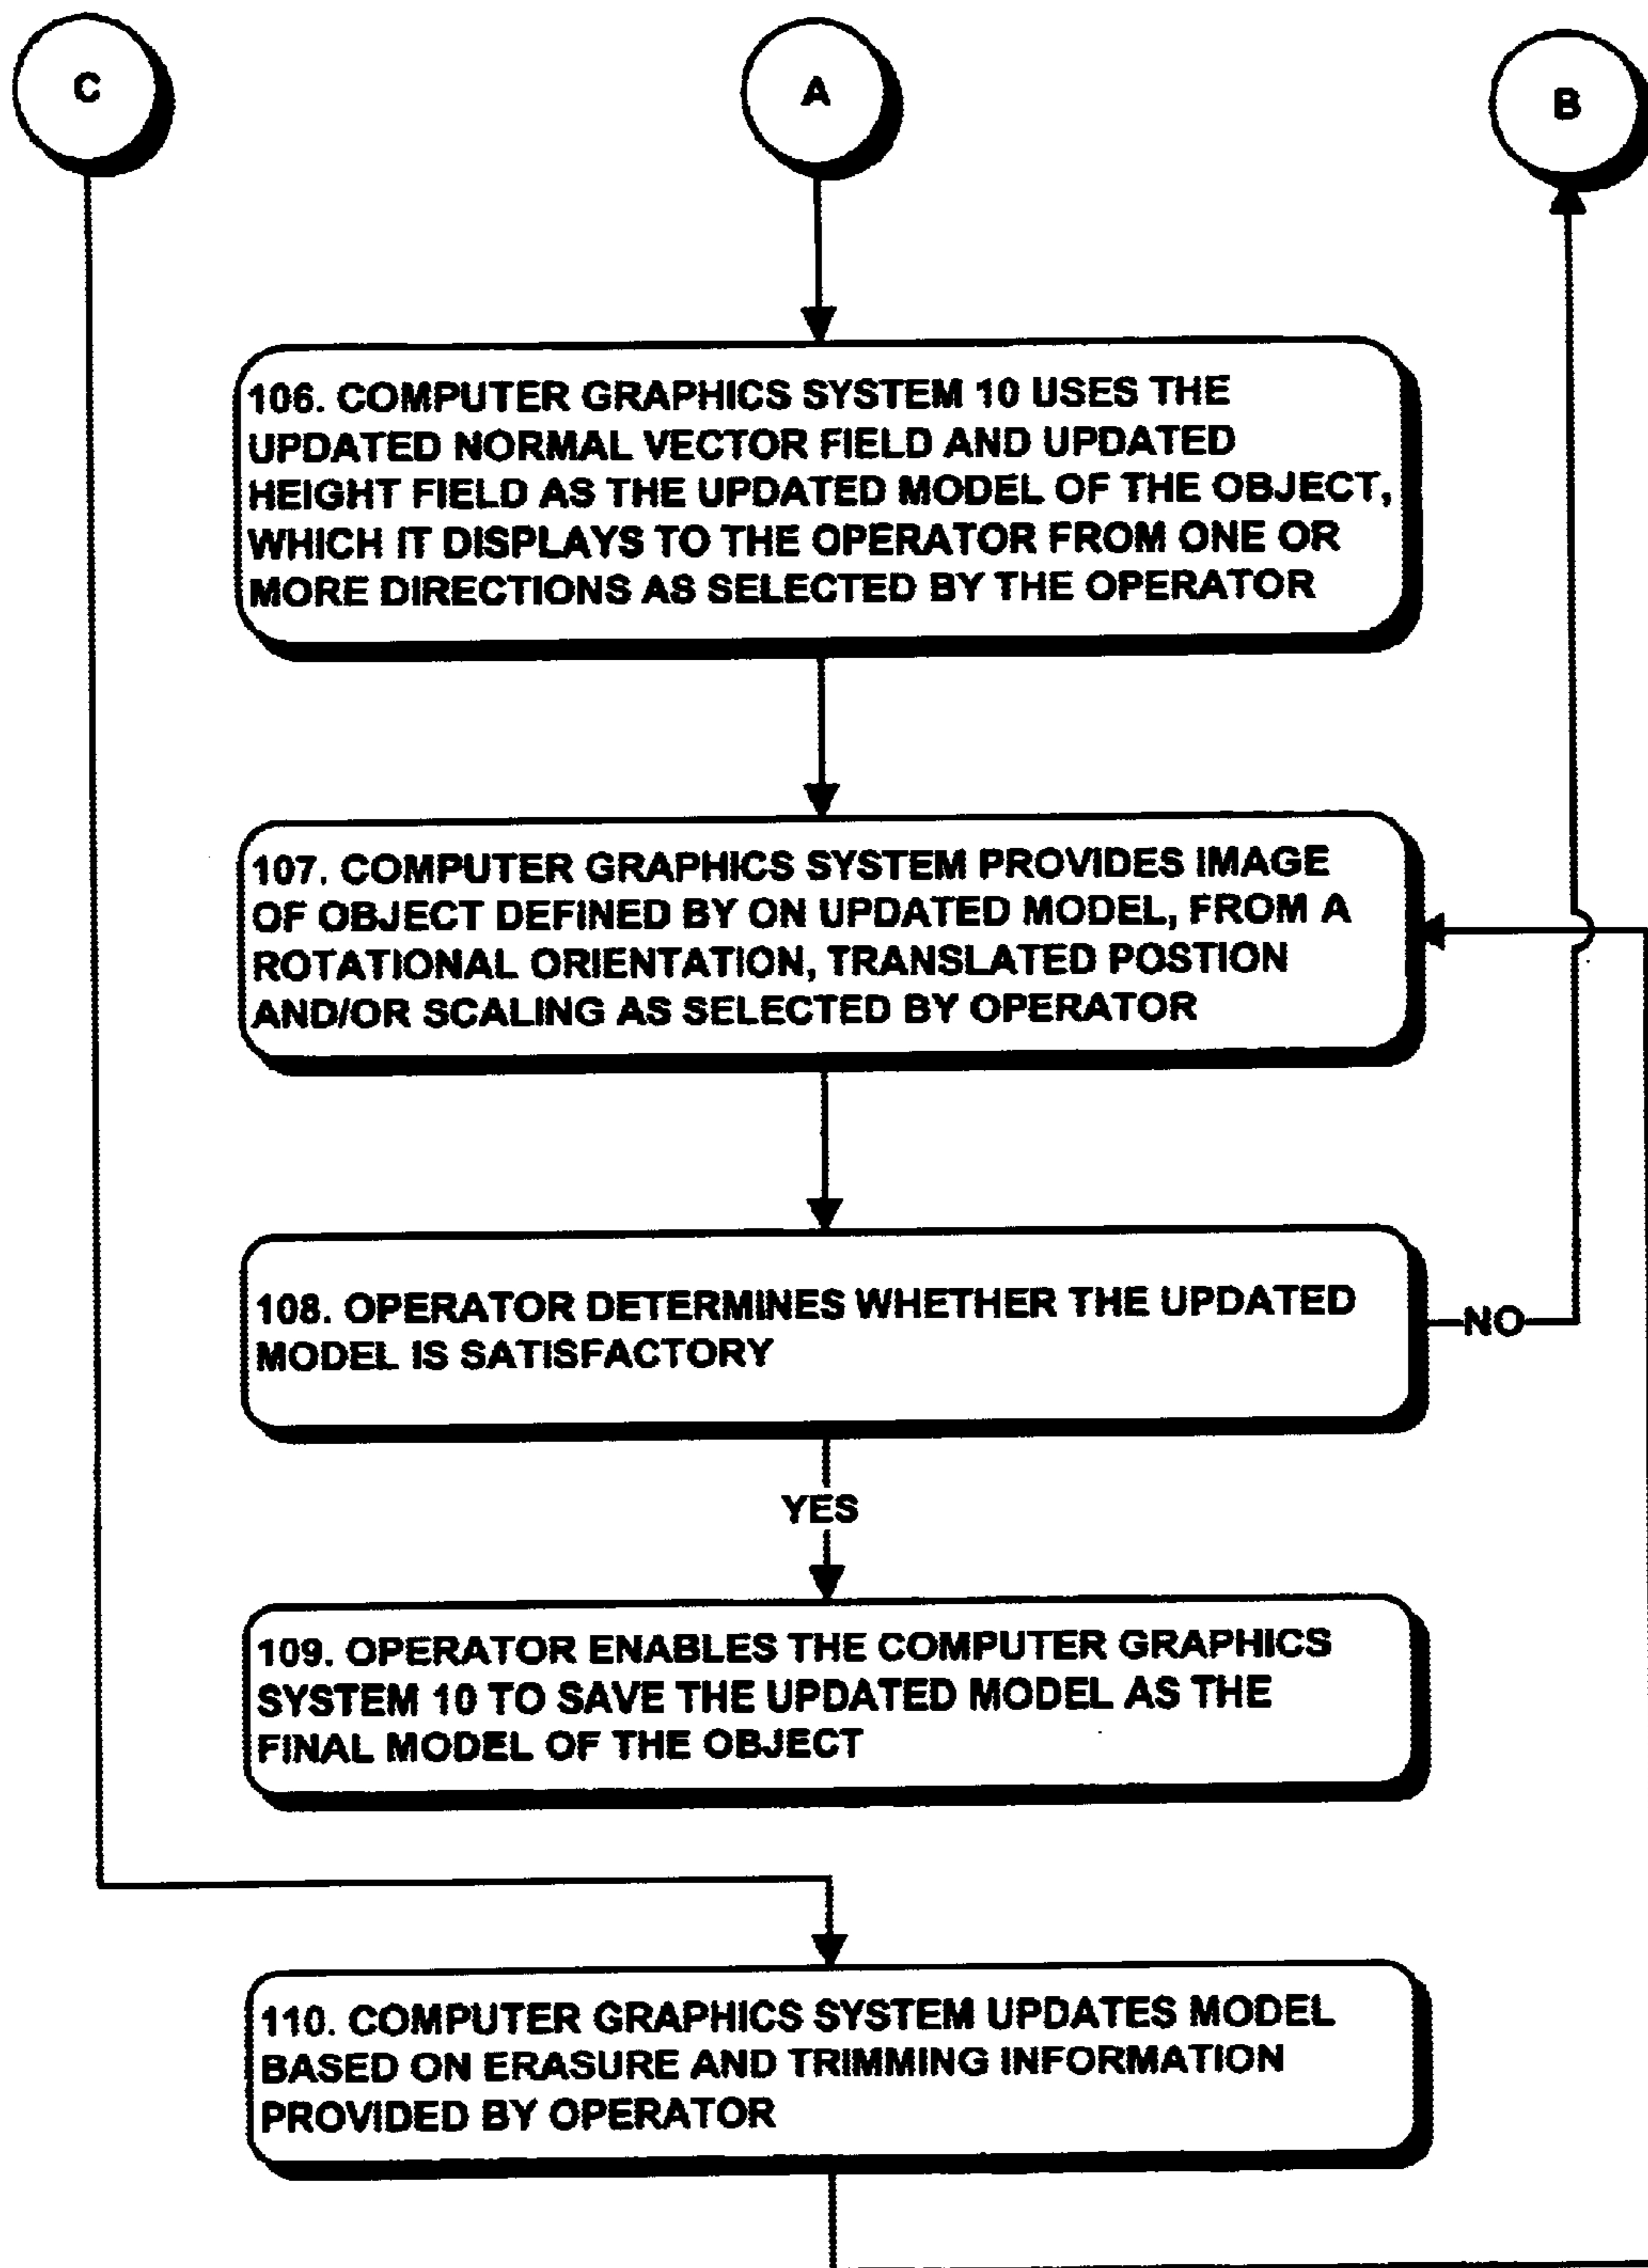 C
A
B
106. COMPUTER GRAPHICS SYSTEM 10 USES THE
UPDATED NORMAL VECTOR FIELD AND UPDATED
HEIGHT FIELD AS THE UPDATED MODEL OF THE OBJECT,
WHICH IT DISPLAYS TO THE OPERATOR FROM ONE OR
MORE DIRECTIONS AS SELECTED BY THE OPERATOR
107. COMPUTER GRAPHICS SYSTEM PROVIDES IMAGE
OF OBJECT DEFINED BY ON UPDATED MODEL, FROM A
ROTATIONAL ORIENTATION, TRANSLATED POSTION
AND/OR SCALING AS SELECTED BY OPERATOR
108. OPERATOR DETERMINES WHETHER THE UPDATED
MODEL IS SATISFACTORY
NO
YES
109. OPERATOR ENABLES THE COMPUTER GRAPHICS
SYSTEM 10 TO SAVE THE UPDATED MODEL AS THE
FINAL MODEL OF THE OBJECT
110. COMPUTER GRAPHICS SYSTEM UPDATES MODEL
BASED ON ERASURE AND TRIMMING INFORMATION
PROVIDED BY OPERATOR